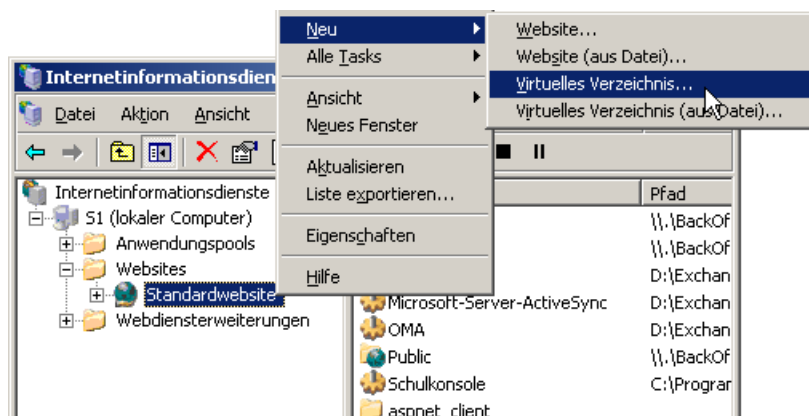 Neu
Alle Tasks
Ansicht
Neues Fenster
Aktualisieren
Liste exportieren...
Eigenschaften
Hilfe
Website...
Website (aus Datei)...
Virtuelles Verzeichnis...
Virtuelles Verzeichnis (aus Datei)...
Internetinformationsdien
Datei Aktion Ansicht
Internetinformationsdienste
S1 (lokaler Computer)
Anwendungspools
Websites
Standardwebsite
Webdiensterweiterungen
Pfad
\\.\BackOf
\\.\BackOf
D:\Exchan
Microsoft-Server-ActiveSync D:\Exchan
OMA D:\Exchan
Public \\.\BackOf
Schulkonsole C:\Prograr
aspnet_client